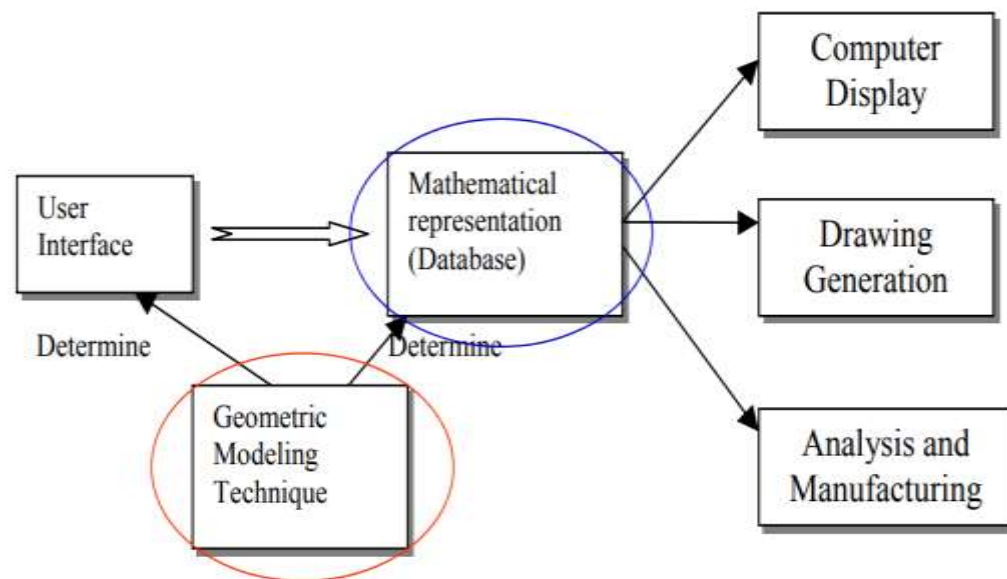 User
Interface
Mathematical
representation
(Database)
Computer
Display
Drawing
Generation
Analysis and
Manufacturing
Determine
Determine
Geometric
Modeling
Technique